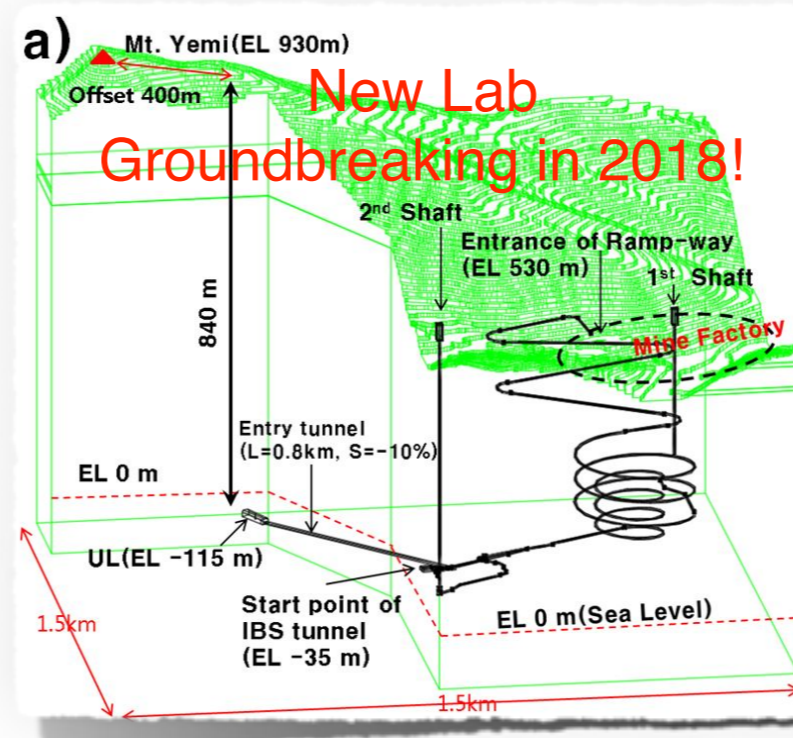 a)
Mt. Yemi(EL 930m)
Offset 400m
New Lab
Groundbreaking in 2018!
2nd Shaft
Entrance of Ramp-way
(EL 530 m)
1st Shaft
Mine Factory
840 m
Entry tunnel
(L=0.8km, S=-10%)
EL 0 m
UL(EL -115 m)
Start point of
IBS tunnel
(EL -35 m)
EL 0 m(Sea Level)
1.5km
1.5km